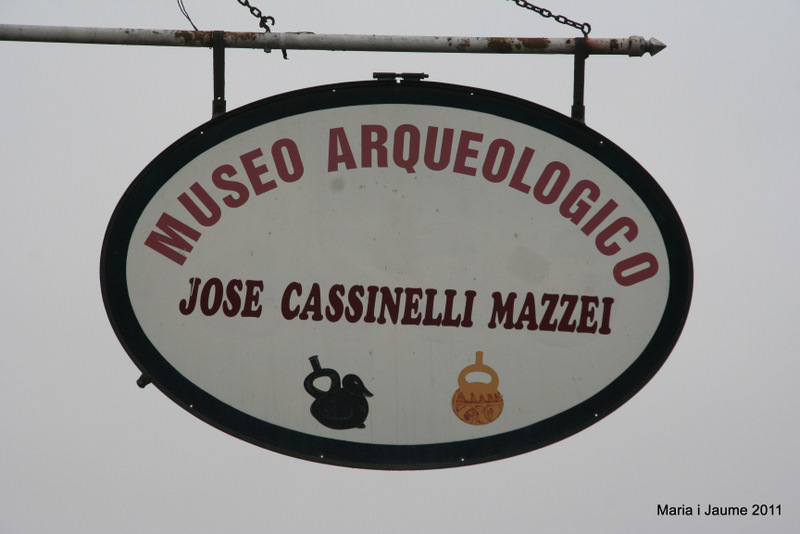 MUSEO ARQUEOLOGICO
JOSE CASSINELLI MAZZEI
Maria i Jaume 2011